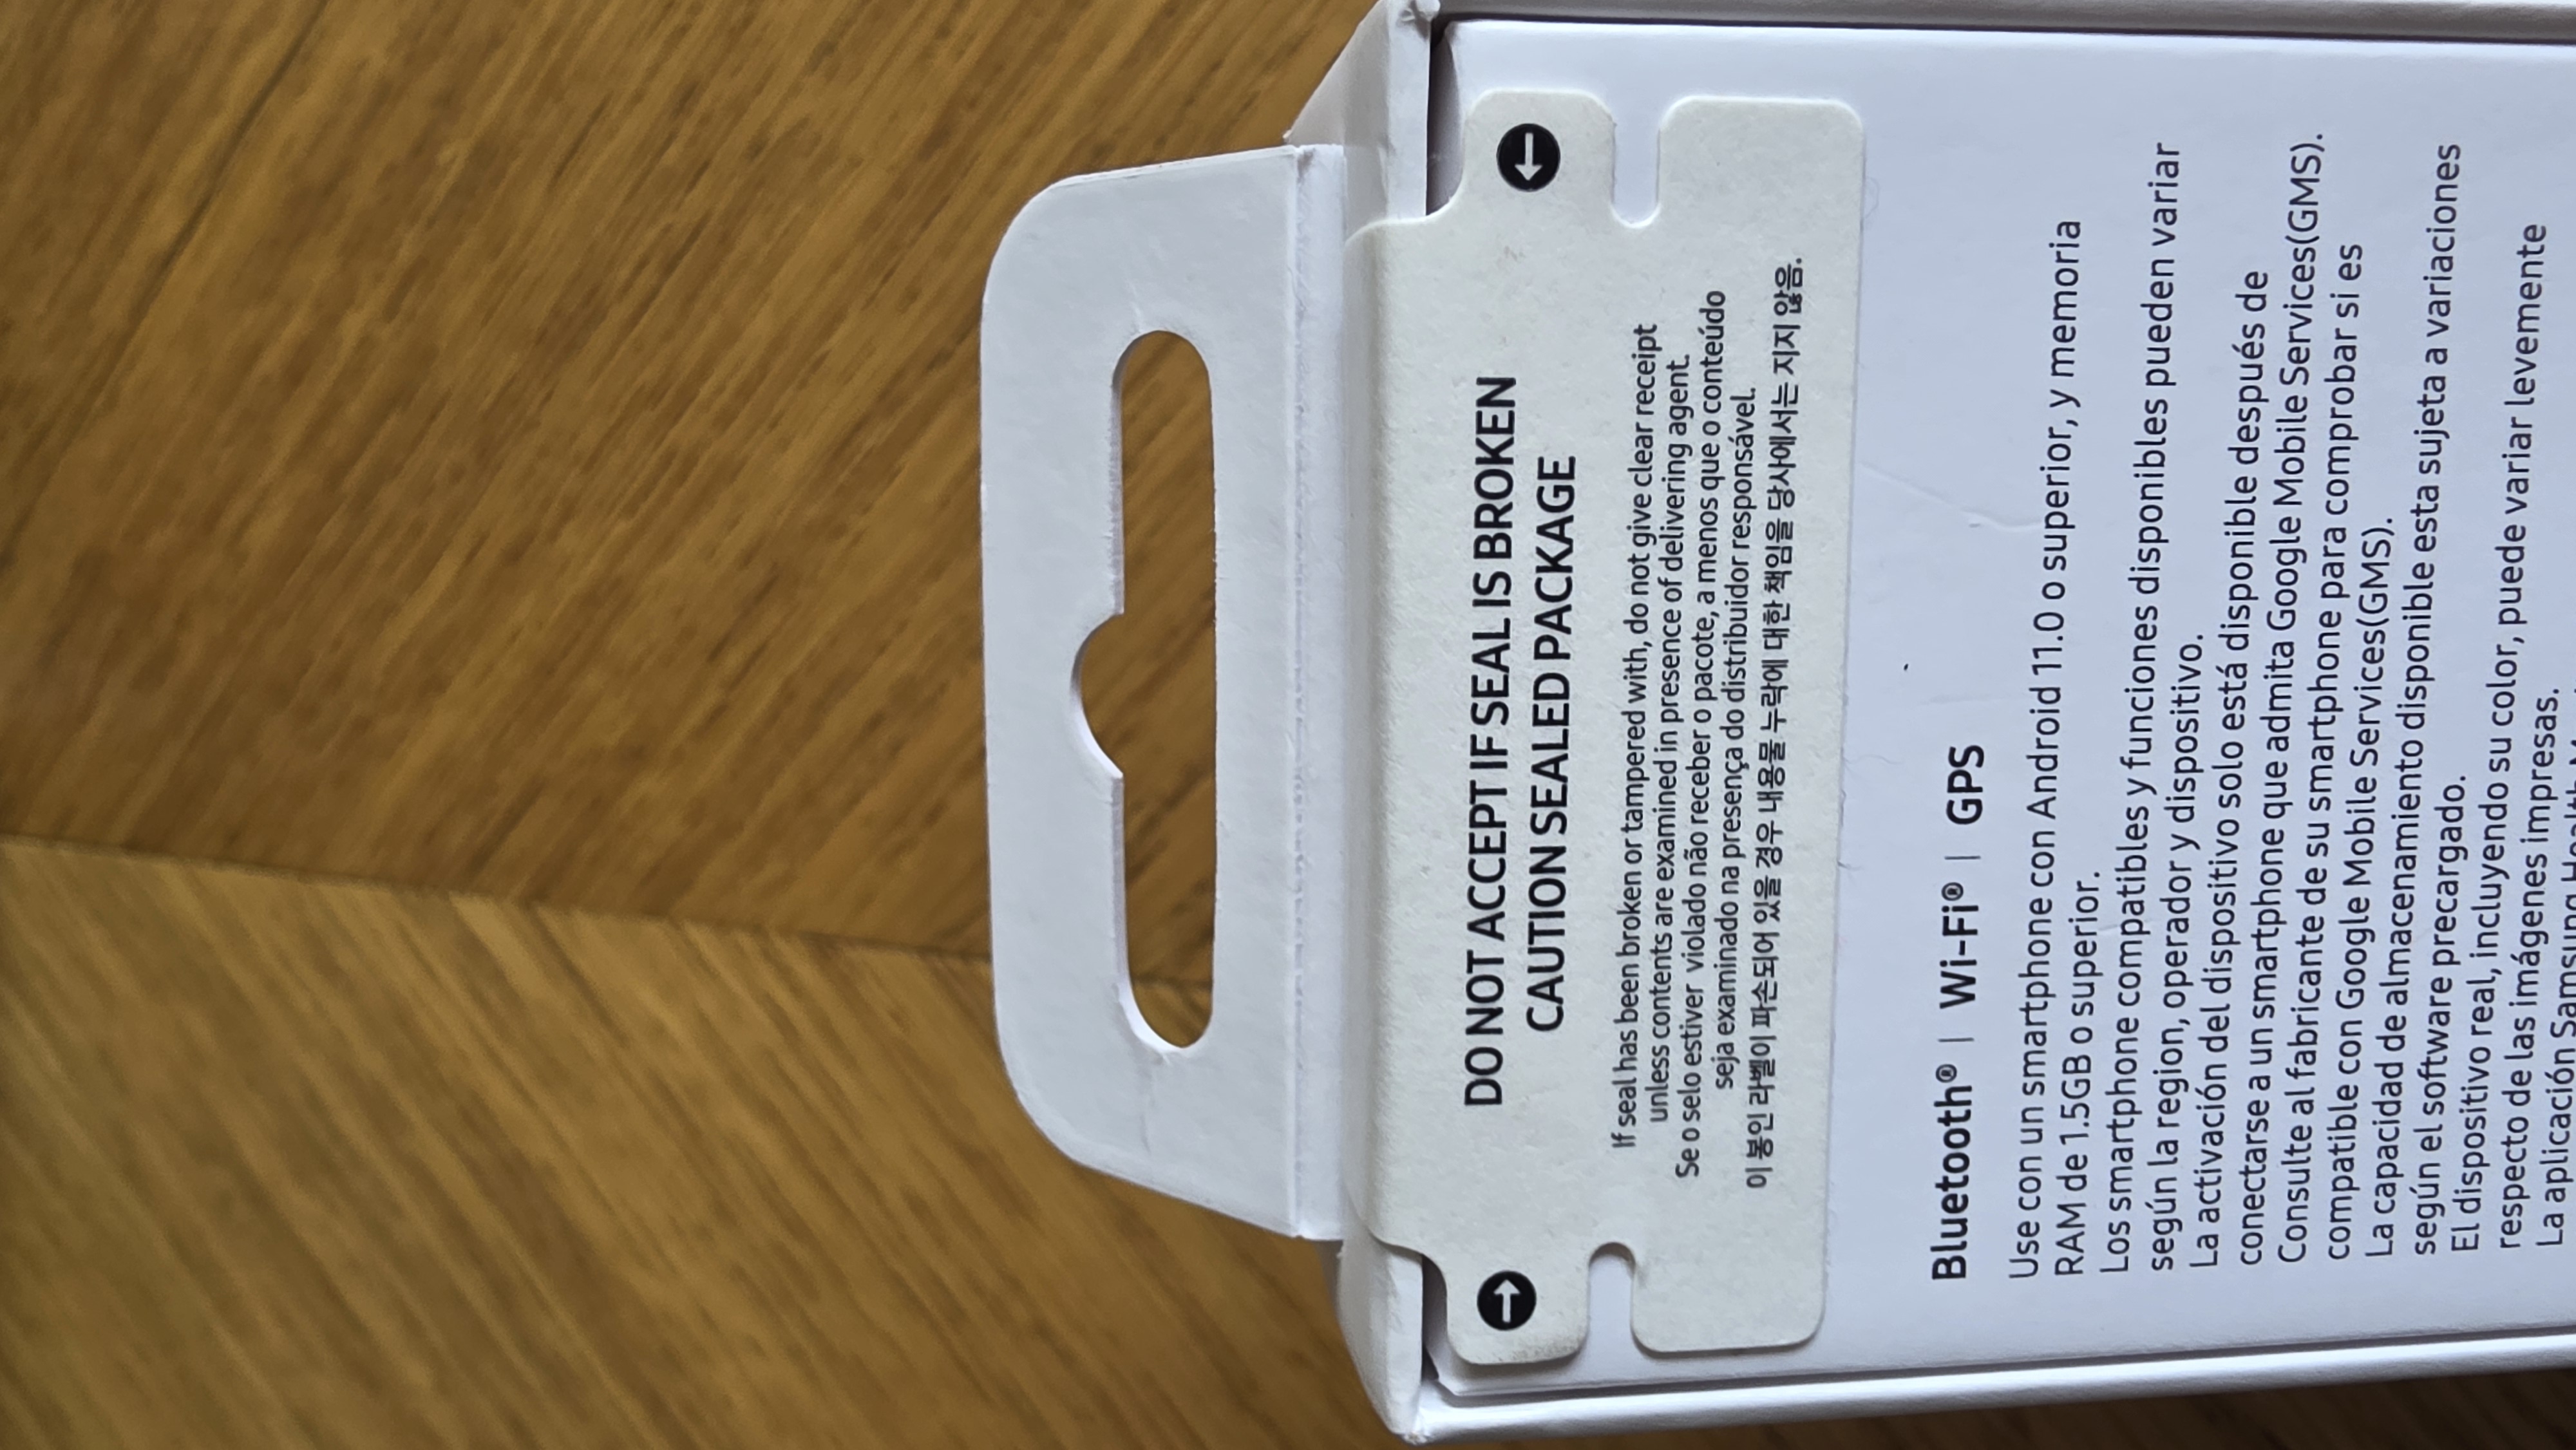 DO NOT ACCEPT IF SEAL IS BROKEN
CAUTION SEALED PACKAGE
If seal has been broken or tampered with, do not give clear receipt
unless contents are examined in presence of delivering agent.
Se o selo estiver violado não receber o pacote, a menos que o conteúdo
seja examinado na presença do distribuidor responsável.
이 봉인 라벨이 파손되어 있을 경우 내용물 누락에 대한 책임을 당사에서는 지지 않음.
Bluetooth® | Wi-Fi® | GPS
Use con un smartphone con Android 11.0 o superior, y memoria
RAM de 1.5GB o superior.
Los smartphone compatibles y funciones disponibles pueden variar
según la region, operador y dispositivo.
La activación del dispositivo solo está disponible después de
conectarse a un smartphone que admita Google Mobile Services(GMS).
Consulte al fabricante de su smartphone para comprobar si es
compatible con Google Mobile Services(GMS).
La capacidad de almacenamiento disponible esta sujeta a variaciones
según el software precargado.
El dispositivo real, incluyendo su color, puede variar levemente
respecto de las imágenes impresas.
La aplicación Samsung Health